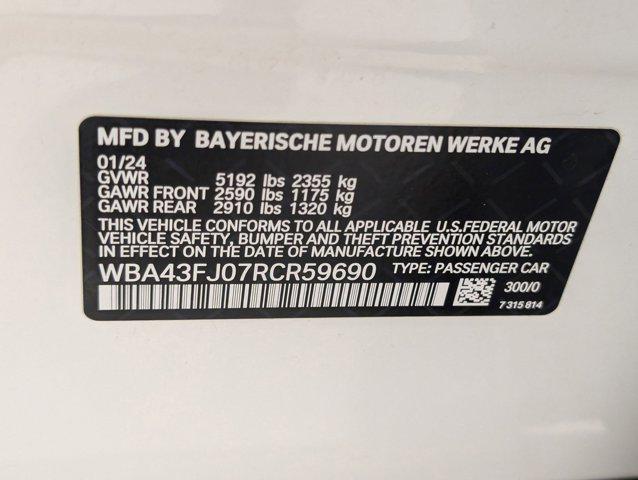 MFD BY BAYERISCHE MOTOREN WERKE AG
01/24
GVWR 5192 lbs 2355 kg
GAWR FRONT 2590 lbs 1175 kg
GAWR REAR 2910 lbs 1320 kg
THIS VEHICLE CONFORMS TO ALL APPLICABLE U.S.FEDERAL MOTOR
VEHICLE SAFETY, BUMPER AND THEFT PREVENTION STANDARDS
IN EFFECT ON THE DATE OF MANUFACTURE SHOWN ABOVE.
WBA43FJ07RCR59690 TYPE: PASSENGER CAR
300/0
7 315 814